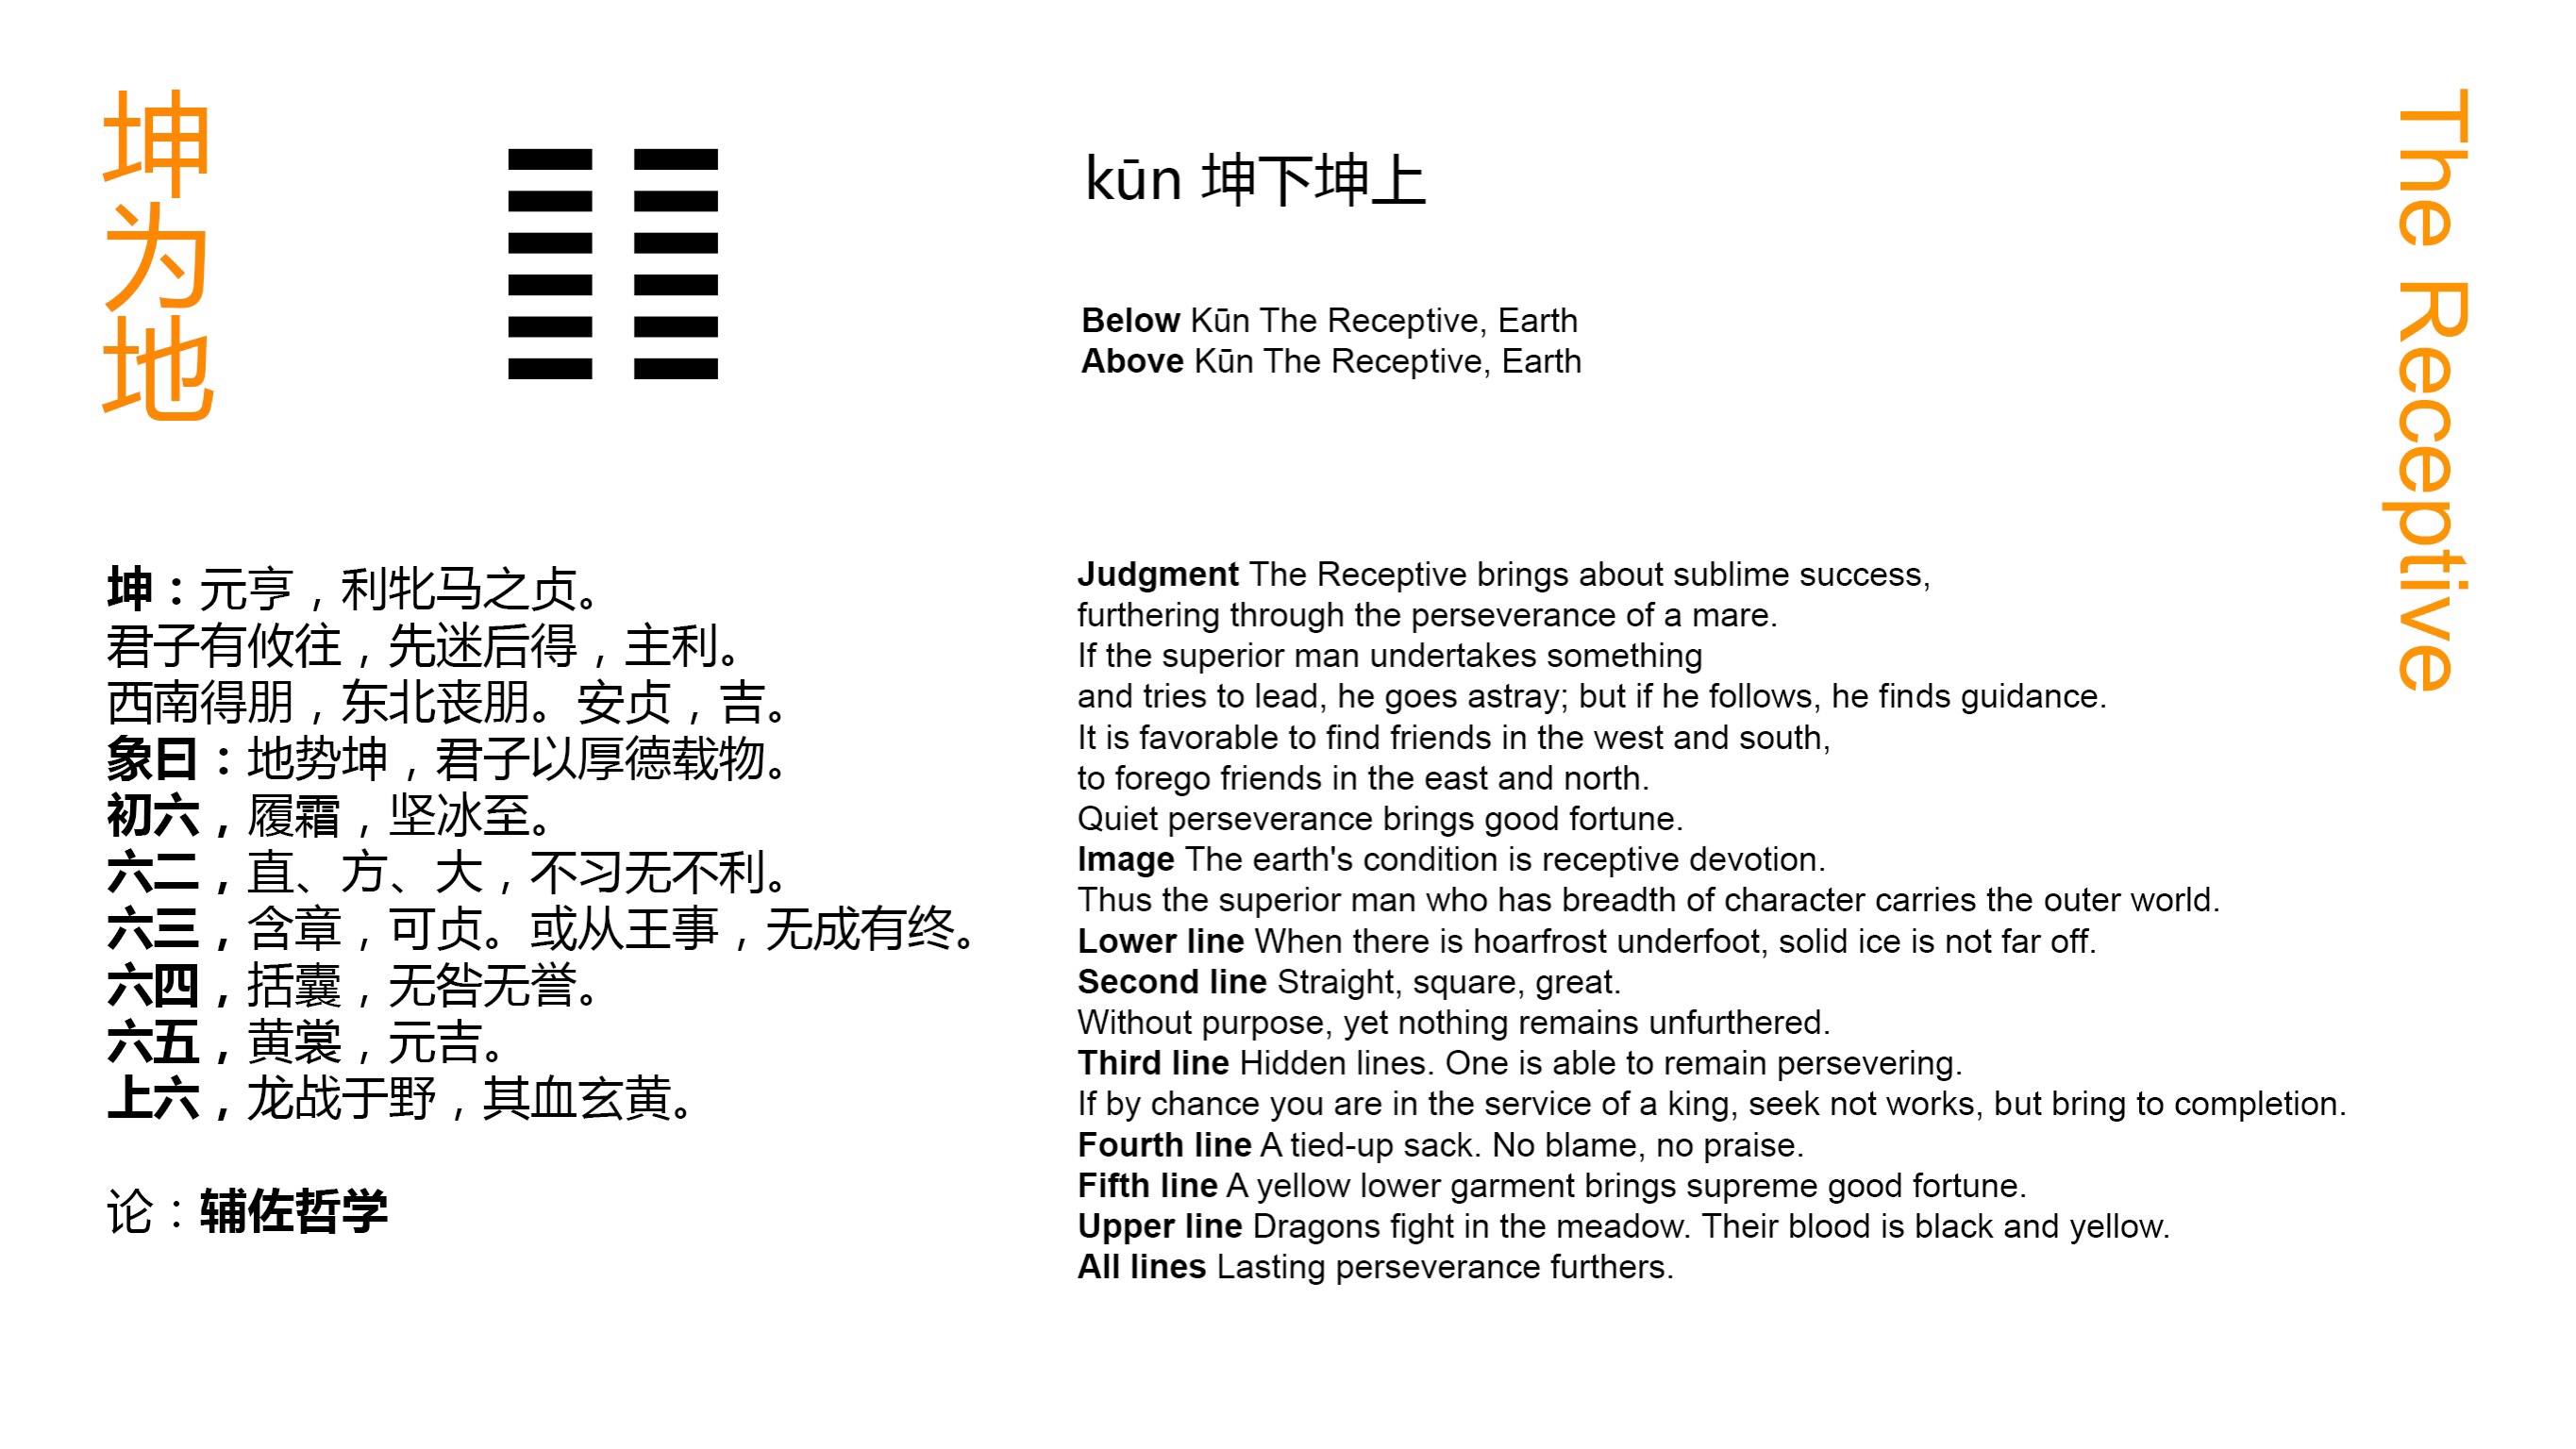 坤为地
kūn 坤下坤上
Below Kūn The Receptive, Earth
Above Kūn The Receptive, Earth
The Receptive
坤：元亨，利牝马之贞。
君子有攸往，先迷后得，主利。
西南得朋，东北丧朋。安贞，吉。
象曰：地势坤，君子以厚德载物。
初六，履霜，坚冰至。
六二，直、方、大，不习无不利。
六三，含章，可贞。或从王事，无成有终。
六四，括囊，无咎无誉。
六五，黄裳，元吉。
上六，龙战于野，其血玄黄。
论：辅佐哲学
Judgment The Receptive brings about sublime success,
furthering through the perseverance of a mare.
If the superior man undertakes something
and tries to lead, he goes astray; but if he follows, he finds guidance.
It is favorable to find friends in the west and south,
to forego friends in the east and north.
Quiet perseverance brings good fortune.
Image The earth's condition is receptive devotion.
Thus the superior man who has breadth of character carries the outer world.
Lower line When there is hoarfrost underfoot, solid ice is not far off.
Second line Straight, square, great.
Without purpose, yet nothing remains unfurthered.
Third line Hidden lines. One is able to remain persevering.
If by chance you are in the service of a king, seek not works, but bring to completion.
Fourth line A tied-up sack. No blame, no praise.
Fifth line A yellow lower garment brings supreme good fortune.
Upper line Dragons fight in the meadow. Their blood is black and yellow.
All lines Lasting perseverance furthers.